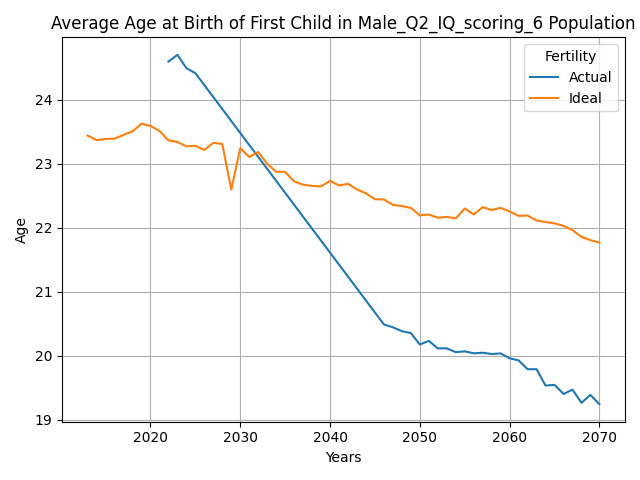 Average Age at Birth of First Child in Male_Q2_IQ_scoring_6 Population
Fertility
Actual
Ideal
24
23
22
21
20
19
Age
2020
2030
2040
2050
2060
2070
Years